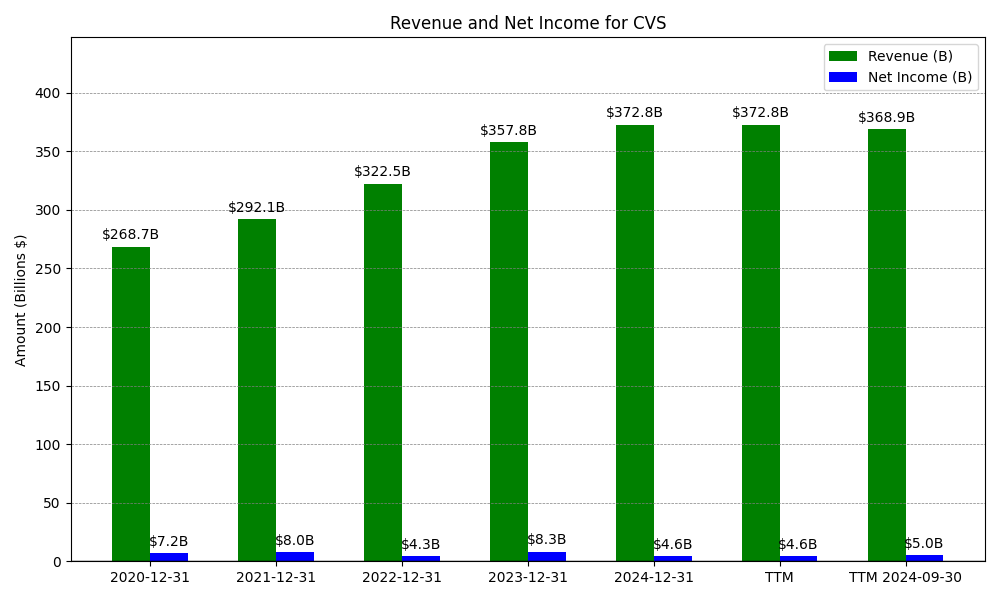 Revenue and Net Income for CVS
Revenue (B)
Net Income (B)
Amount (Billions $)
400
350
300
250
200
150
100
50
0
$268.7B
$292.1B
$322.5B
$357.8B
$372.8B
$372.8B
$368.9B
$7.2B
$8.0B
$4.3B
$8.3B
$4.6B
$4.6B
$5.0B
2020-12-31
2021-12-31
2022-12-31
2023-12-31
2024-12-31
TTM
TTM 2024-09-30